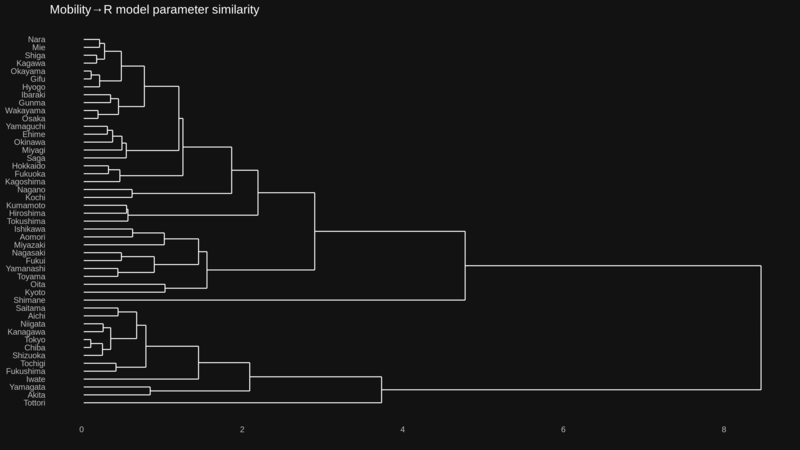 Mobility→R model parameter similarity
Nara
Mie
Shiga
Kagawa
Okayama
Gifu
Hyogo
Ibaraki
Gunma
Wakayama
Osaka
Yamaguchi
Ehime
Okinawa
Miyagi
Saga
Hokkaido
Fukuoka
Kagoshima
Nagano
Kochi
Kumamoto
Hiroshima
Tokushima
Ishikawa
Aomori
Miyazaki
Nagasaki
Fukui
Yamanashi
Toyama
Oita
Kyoto
Shimane
Saitama
Aichi
Niigata
Kanagawa
Tokyo
Chiba
Shizuoka
Tochigi
Fukushima
Iwate
Yamagata
Akita
Tottori
0 2 4 6 8